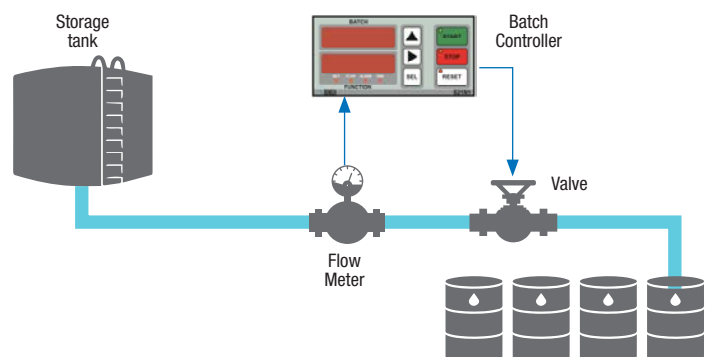 Storage
tank
BATCH
START
STOP
SEL
RESET
FUNCTION
Batch
Controller
Valve
Flow
Meter